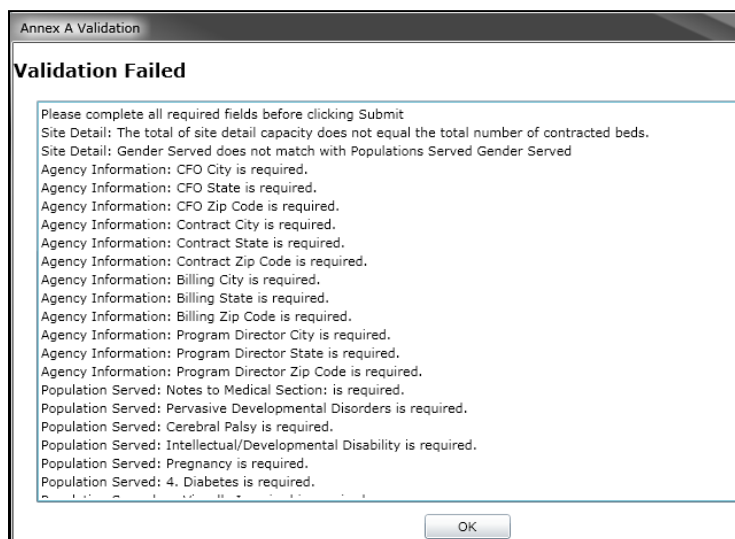 Annex A Validation
Validation Failed
Please complete all required fields before clicking Submit
Site Detail: The total of site detail capacity does not equal the total number of contracted beds.
Site Detail: Gender Served does not match with Populations Served Gender Served
Agency Information: CFO City is required.
Agency Information: CFO State is required.
Agency Information: CFO Zip Code is required.
Agency Information: Contract City is required.
Agency Information: Contract State is required.
Agency Information: Contract Zip Code is required.
Agency Information: Billing City is required.
Agency Information: Billing State is required.
Agency Information: Billing Zip Code is required.
Agency Information: Program Director City is required.
Agency Information: Program Director State is required.
Agency Information: Program Director Zip Code is required.
Population Served: Notes to Medical Section: is required.
Population Served: Pervasive Developmental Disorders is required.
Population Served: Cerebral Palsy is required.
Population Served: Intellectual/Developmental Disability is required.
Population Served: Pregnancy is required.
Population Served: 4. Diabetes is required.
OK